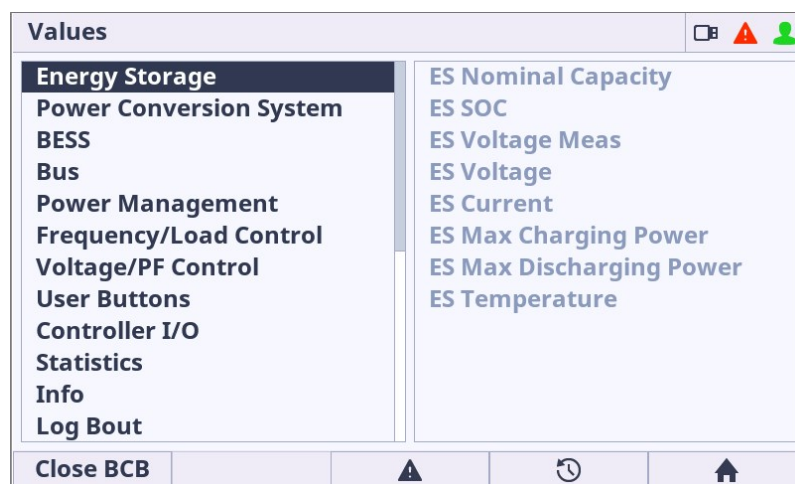 Values
Energy Storage
Power Conversion System
BESS
Bus
Power Management
Frequency/Load Control
Voltage/PF Control
User Buttons
Controller I/O
Statistics
Info
Log Bout
ES Nominal Capacity
ES SOC
ES Voltage Meas
ES Voltage
ES Current
ES Max Charging Power
ES Max Discharging Power
ES Temperature
Close BCB